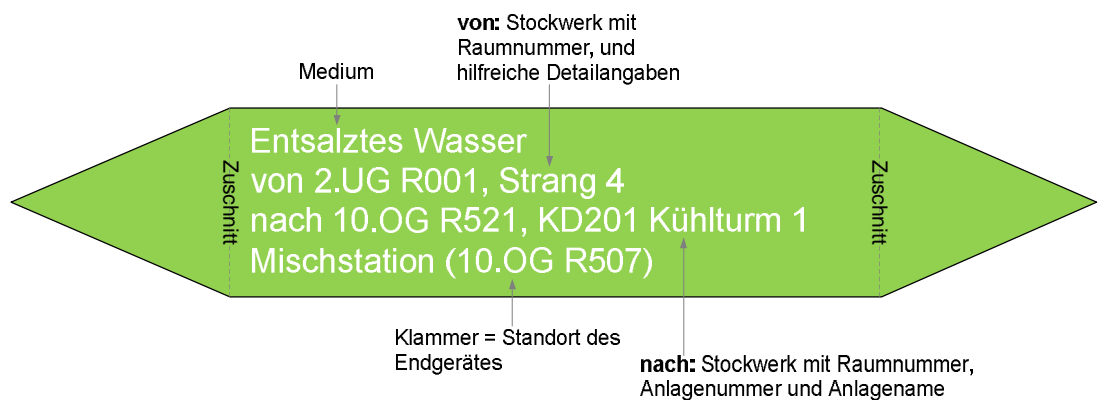 von: Stockwerk mit
Raumnummer, und
hilfreiche Detailangaben
Medium
Entsalztes Wasser
von 2.UG R001, Strang 4
nach 10.OG R521, KD201 Kühlturm 1
Mischstation (10.OG R507)
Zuschnitt
Zuschnitt
Klammer = Standort des
Endgerätes
nach: Stockwerk mit Raumnummer,
Anlagenummer und Anlagename